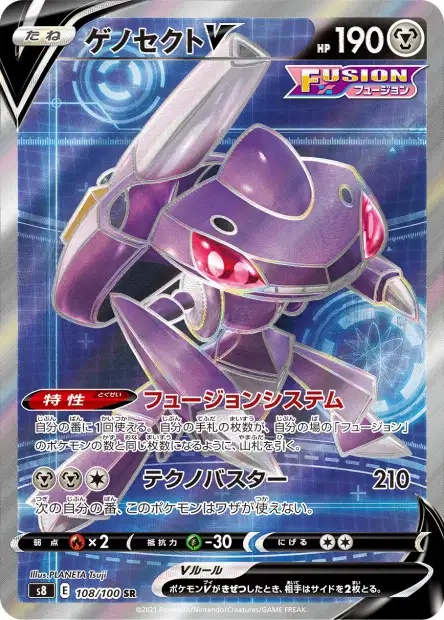 たね ゲノセクトV HP 190
FUSION
フュージョン
特性 とくせい フュージョンシステム
自分の番に1回使える。自分の手札の枚数が、自分の場の「フュージョン」
のポケモンの数と同じ枚数になるように、山札を引く。
テクノバスター 210
次の自分の番、このポケモンはワザが使えない。
弱点 ×2 抵抗力 -30 にげる
Illus. PLANETA Tsuji
Vルール
ポケモンVがきぜつしたとき、相手はサイドを2枚とる。
s8 E 108/100 SR
©2021 Pokémon/Nintendo/Creatures/GAME FREAK.